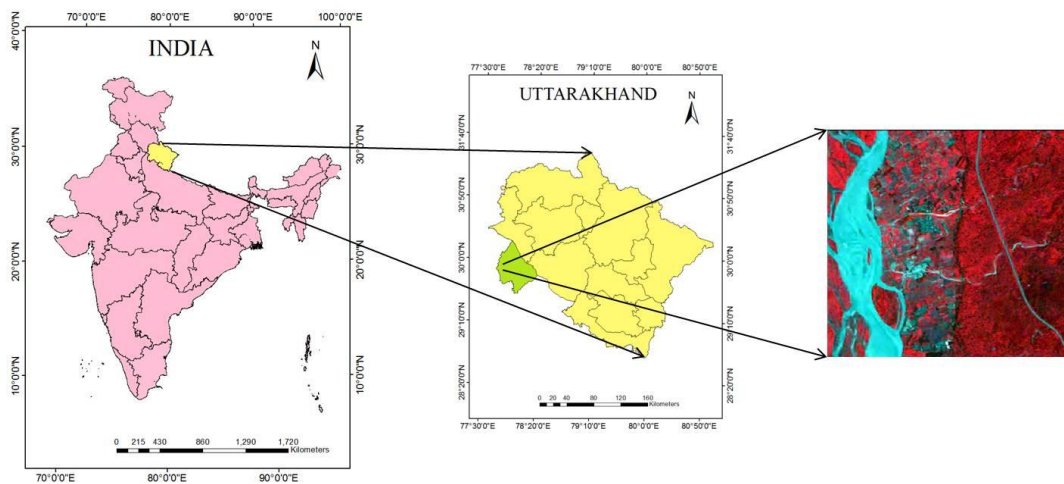 70°0'0"E 80°0'0"E 90°0'0"E 100°0'0"E
INDIA
N
40°0'0"N
30°0'0"N
20°0'0"N
10°0'0"N
30°0'0"N
20°0'0"N
10°0'0"N
0 215 430 860 1,290 1,720
Kilometers
70°0'0"E 80°0'0"E 90°0'0"E
77°30'0"E 78°20'0"E 79°10'0"E 80°0'0"E 80°50'0"E
UTTARAKHAND
N
31°40'0"N
30°50'0"N
30°0'0"N
29°10'0"N
28°20'0"N
31°40'0"N
30°50'0"N
30°0'0"N
29°10'0"N
28°20'0"N
0 20 40 80 120 160
Kilometers
77°30'0"E 78°20'0"E 79°10'0"E 80°0'0"E 80°50'0"E